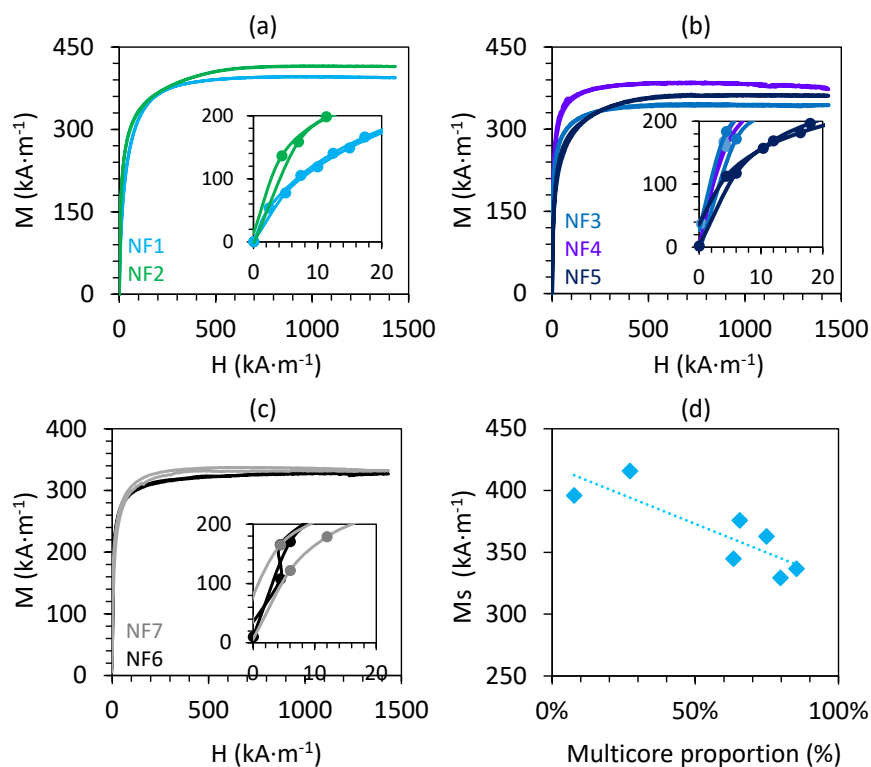 (a)
M (kA·m⁻¹)
450
300
150
0
200
100
0
0
10
20
NF1
NF2
0
500
1000
1500
H (kA·m⁻¹)
(b)
M (kA·m⁻¹)
450
300
150
0
200
100
0
0
10
20
NF3
NF4
NF5
0
500
1000
1500
H (kA·m⁻¹)
(c)
M (kA·m⁻¹)
400
300
200
100
0
200
100
0
0
10
20
NF7
NF6
0
500
1000
1500
H (kA·m⁻¹)
(d)
Ms (kA·m⁻¹)
450
400
350
300
250
0%
50%
100%
Multicore proportion (%)